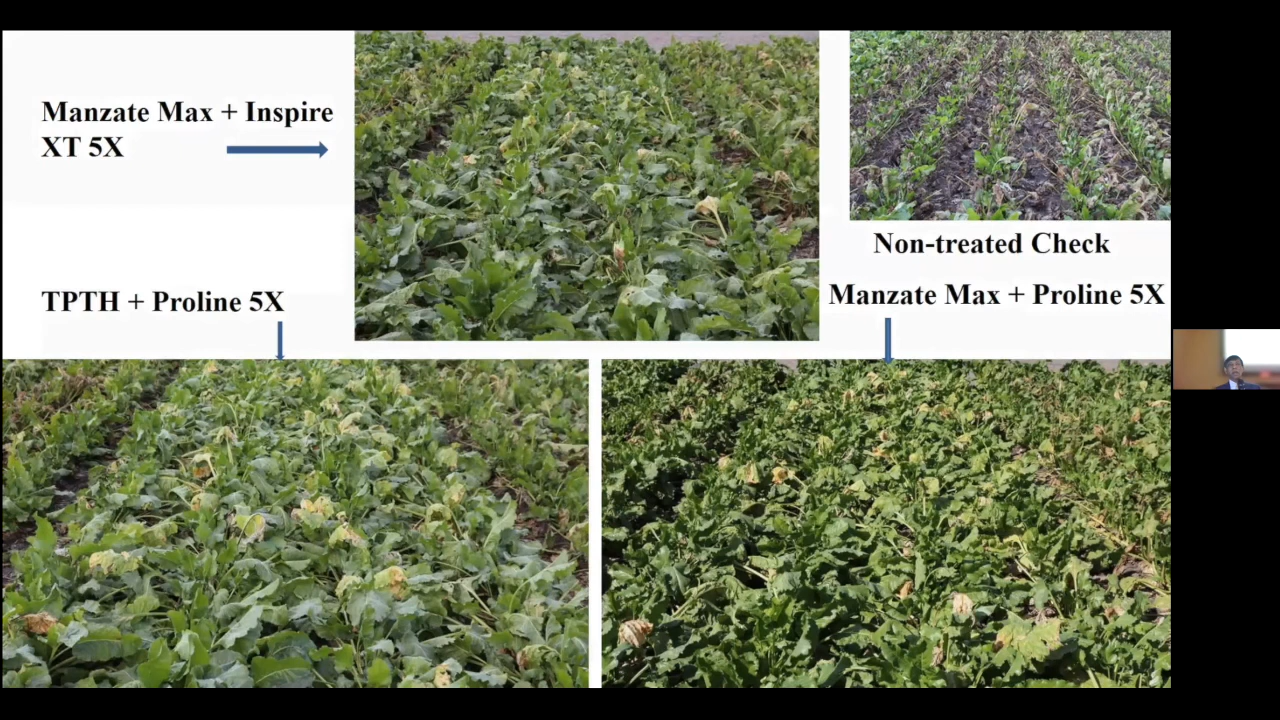 Manzate Max + Inspire
XT 5X
Non-treated Check
TPTH + Proline 5X
Manzate Max + Proline 5X